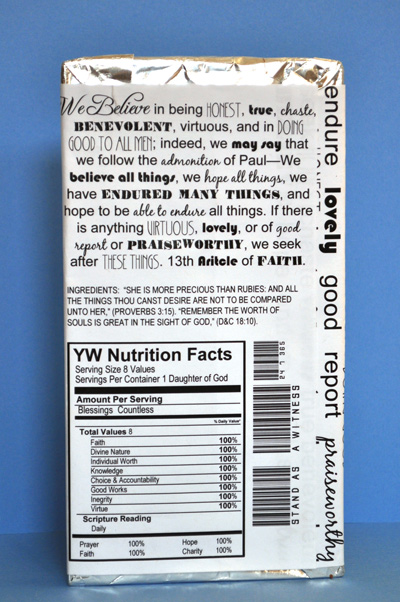 We Believe in being HONEST, true, chaste,
BENEVOLENT, virtuous, and in DOING
GOOD TO ALL MEN; indeed, we may say that
we follow the admonition of Paul—We
believe all things, we hope all things, we
have ENDURED MANY THINGS, and
hope to be able to endure all things. If there
is anything VIRTUOUS, lovely, or of good
report or PRAISEWORTHY, we seek
after THESE THINGS. 13th Aritcle of FAITH.
INGREDIENTS: “SHE IS MORE PRECIOUS THAN RUBIES: AND ALL
THE THINGS THOU CANST DESIRE ARE NOT TO BE COMPARED
UNTO HER,” (PROVERBS 3:15). “REMEMBER THE WORTH OF
SOULS IS GREAT IN THE SIGHT OF GOD,” (D&C 18:10).
YW Nutrition Facts
Serving Size 8 Values
Servings Per Container 1 Daughter of God
Amount Per Serving
Blessings Countless
% Daily Value*
Total Values 8
Faith 100%
Divine Nature 100%
Individual Worth 100%
Knowledge 100%
Choice & Accountability 100%
Good Works 100%
Inegrity 100%
Virtue 100%
Scripture Reading
Daily
Prayer 100% Hope 100%
Faith 100% Charity 100%
24 7 365
STAND AS A WITNESS
endure lovely good report praiseworthy